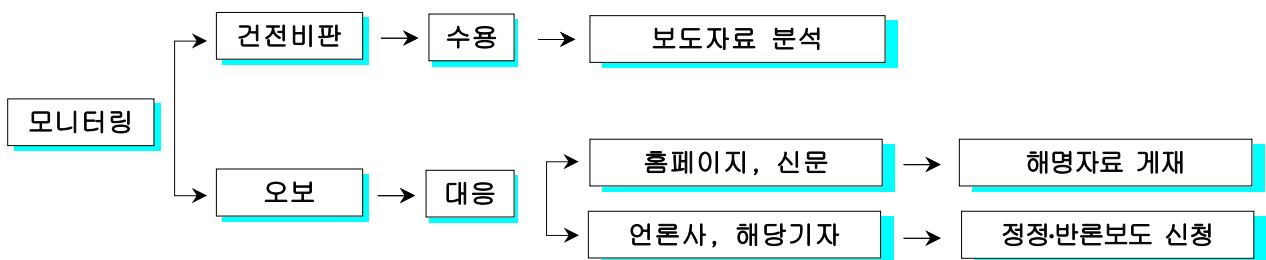 모니터링
건전비판
수용
보도자료 분석
오보
대응
홈페이지, 신문
해명자료 게재
언론사, 해당기자
정정·반론보도 신청